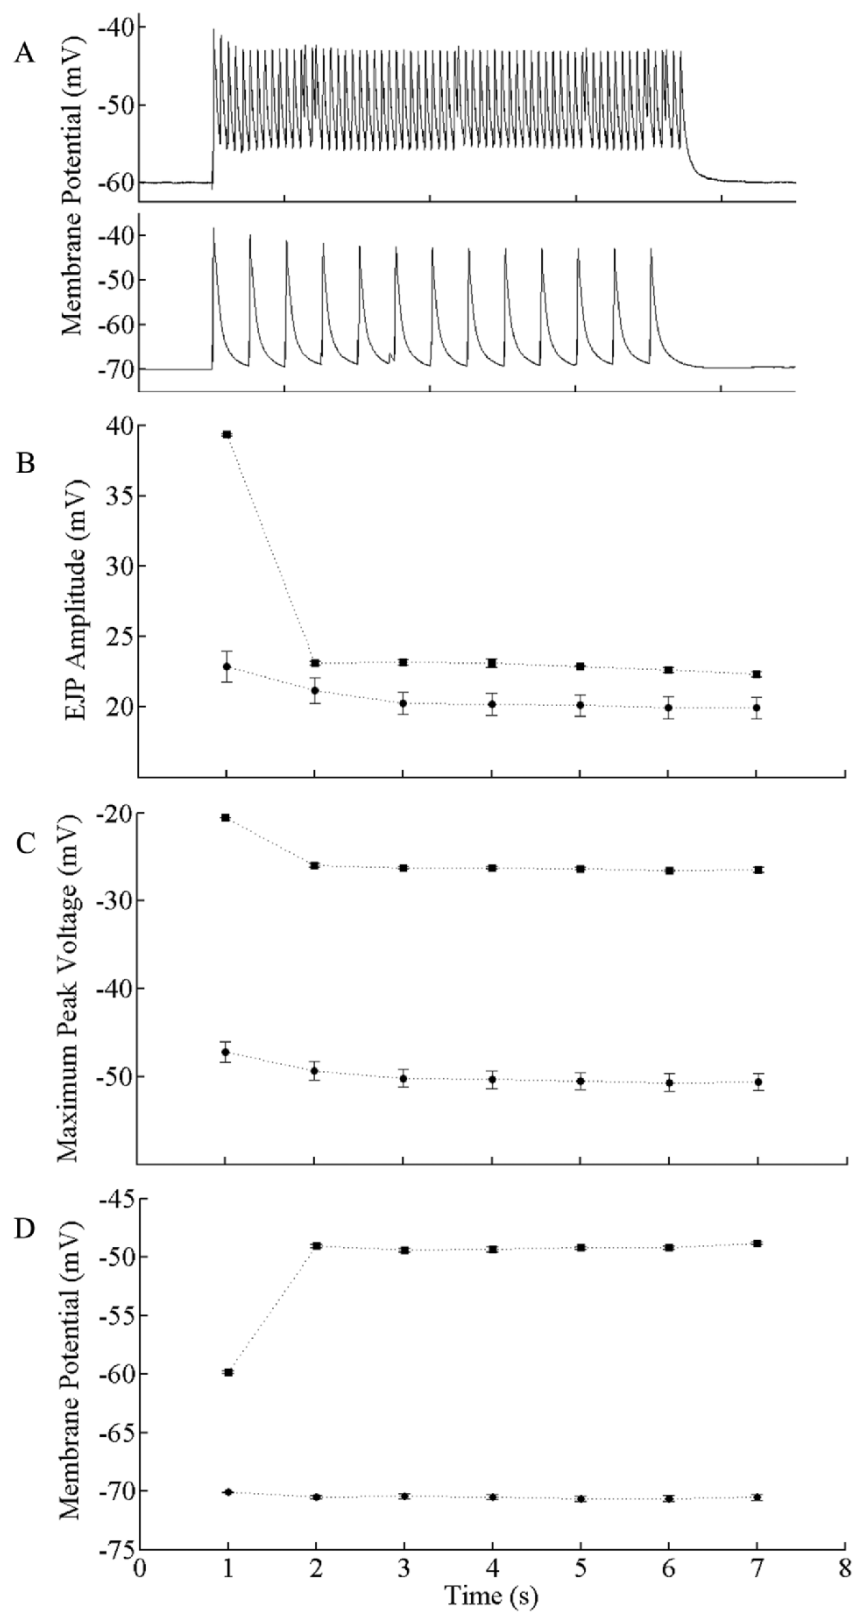 A
Membrane Potential (mV)
-40
-50
-60
-40
-50
-60
-70
B
EJP Amplitude (mV)
40
35
30
25
20
C
Maximum Peak Voltage (mV)
-20
-30
-40
-50
D
Membrane Potential (mV)
-45
-50
-55
-60
-65
-70
-75
0 1 2 3 4 5 6 7 8
Time (s)